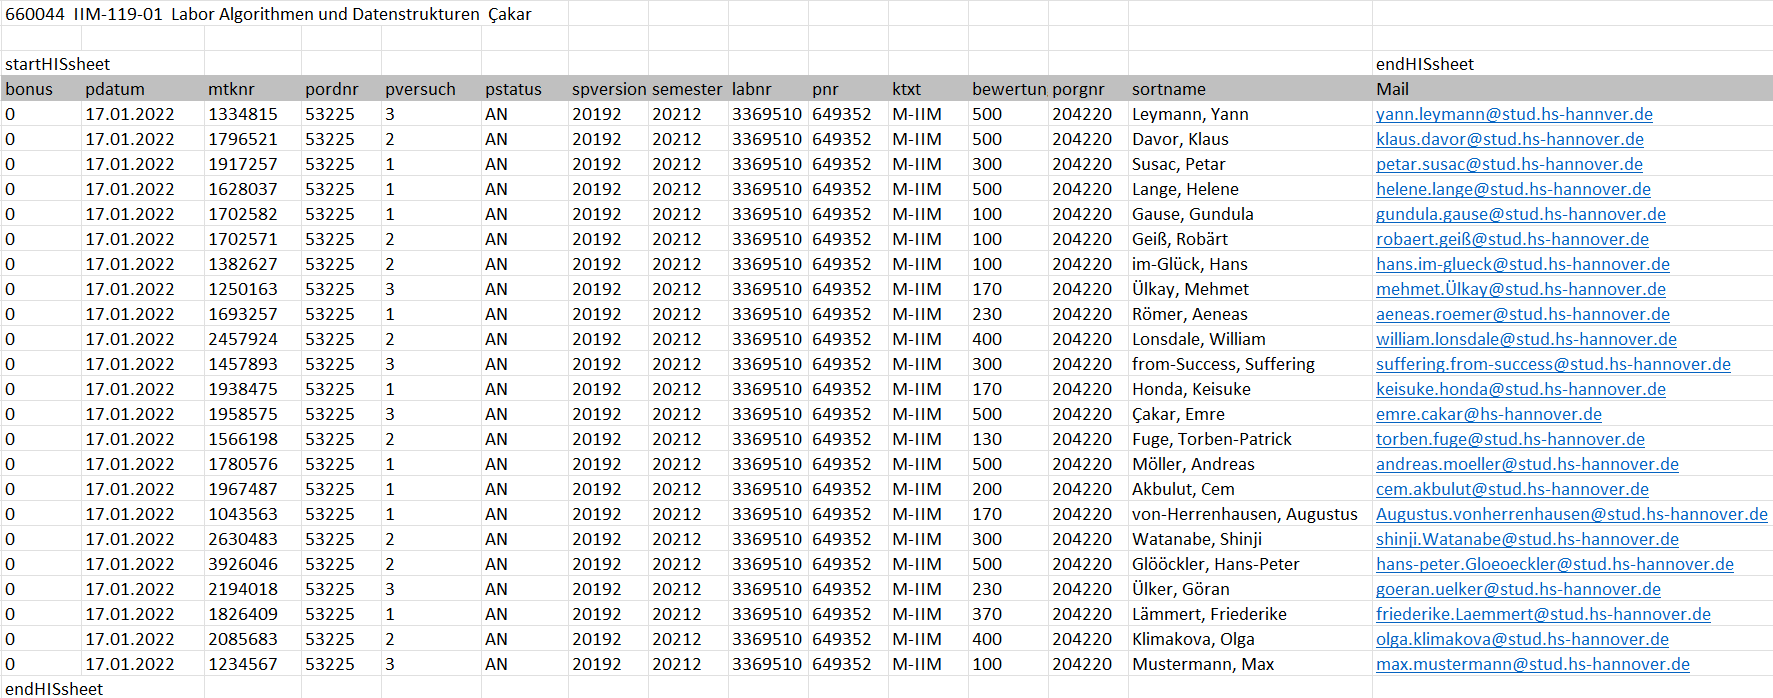 660044 IIM-119-01 Labor Algorithmen und Datenstrukturen Çakar
startHISsheet endHISsheet
bonus pdatum mtknr pordnr pversuch pstatus spversion semester labnr pnr ktxt bewertun porgnr sortname Mail
0 17.01.2022 1334815 53225 3 AN 20192 20212 3369510 649352 M-IIM 500 204220 Leymann, Yann yann.leymann@stud.hs-hannver.de
0 17.01.2022 1796521 53225 2 AN 20192 20212 3369510 649352 M-IIM 500 204220 Davor, Klaus klaus.davor@stud.hs-hannover.de
0 17.01.2022 1917257 53225 1 AN 20192 20212 3369510 649352 M-IIM 300 204220 Susac, Petar petar.susac@stud.hs-hannover.de
0 17.01.2022 1628037 53225 1 AN 20192 20212 3369510 649352 M-IIM 500 204220 Lange, Helene helene.lange@stud.hs-hannover.de
0 17.01.2022 1702582 53225 1 AN 20192 20212 3369510 649352 M-IIM 100 204220 Gause, Gundula gundula.gause@stud.hs-hannover.de
0 17.01.2022 1702571 53225 2 AN 20192 20212 3369510 649352 M-IIM 100 204220 Geiß, Robärt robaert.geiß@stud.hs-hannover.de
0 17.01.2022 1382627 53225 2 AN 20192 20212 3369510 649352 M-IIM 100 204220 im-Glück, Hans hans.im-glueck@stud.hs-hannover.de
0 17.01.2022 1250163 53225 3 AN 20192 20212 3369510 649352 M-IIM 170 204220 Ülkay, Mehmet mehmet.Ülkay@stud.hs-hannover.de
0 17.01.2022 1693257 53225 1 AN 20192 20212 3369510 649352 M-IIM 230 204220 Römer, Aeneas aeneas.roemer@stud.hs-hannover.de
0 17.01.2022 2457924 53225 2 AN 20192 20212 3369510 649352 M-IIM 400 204220 Lonsdale, William william.lonsdale@stud.hs-hannover.de
0 17.01.2022 1457893 53225 3 AN 20192 20212 3369510 649352 M-IIM 300 204220 from-Success, Suffering suffering.from-success@stud.hs-hannover.de
0 17.01.2022 1938475 53225 1 AN 20192 20212 3369510 649352 M-IIM 170 204220 Honda, Keisuke keisuke.honda@stud.hs-hannover.de
0 17.01.2022 1958575 53225 3 AN 20192 20212 3369510 649352 M-IIM 500 204220 Çakar, Emre emre.cakar@hs-hannover.de
0 17.01.2022 1566198 53225 2 AN 20192 20212 3369510 649352 M-IIM 130 204220 Fuge, Torben-Patrick torben.fuge@stud.hs-hannover.de
0 17.01.2022 1780576 53225 1 AN 20192 20212 3369510 649352 M-IIM 500 204220 Möller, Andreas andreas.moeller@stud.hs-hannover.de
0 17.01.2022 1967487 53225 1 AN 20192 20212 3369510 649352 M-IIM 200 204220 Akbulut, Cem cem.akbulut@stud.hs-hannover.de
0 17.01.2022 1043563 53225 1 AN 20192 20212 3369510 649352 M-IIM 170 204220 von-Herrenhausen, Augustus Augustus.vonherrenhausen@stud.hs-hannover.de
0 17.01.2022 2630483 53225 2 AN 20192 20212 3369510 649352 M-IIM 300 204220 Watanabe, Shinji shinji.Watanabe@stud.hs-hannover.de
0 17.01.2022 3926046 53225 2 AN 20192 20212 3369510 649352 M-IIM 500 204220 Glööckler, Hans-Peter hans-peter.Gloeoeckler@stud.hs-hannover.de
0 17.01.2022 2194018 53225 3 AN 20192 20212 3369510 649352 M-IIM 230 204220 Ülker, Göran goeran.uelker@stud.hs-hannover.de
0 17.01.2022 1826409 53225 1 AN 20192 20212 3369510 649352 M-IIM 370 204220 Lämmert, Friederike friederike.Laemmert@stud.hs-hannover.de
0 17.01.2022 2085683 53225 2 AN 20192 20212 3369510 649352 M-IIM 400 204220 Klimakova, Olga olga.klimakova@stud.hs-hannover.de
0 17.01.2022 1234567 53225 3 AN 20192 20212 3369510 649352 M-IIM 100 204220 Mustermann, Max max.mustermann@stud.hs-hannover.de
endHISsheet